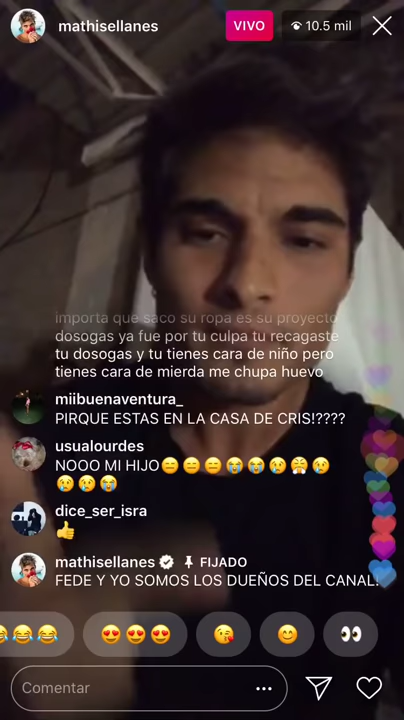 mathisellanes
VIVO
10.5 mil
importa que saco su ropa es su proyecto
dosogas ya fue por tu culpa tu recagaste
tu dosogas y tu tienes cara de niño pero
tienes cara de mierda me chupa huevo
miibuenaventura_
PIRQUE ESTAS EN LA CASA DE CRIS!????
usualourdes
NOOO MI HIJO😑😑😑😭😭😢😤😢
😢😢😭
dice_ser_isra
👍
mathisellanes FIJADO
FEDE Y YO SOMOS LOS DUEÑOS DEL CANAL.
Comentar